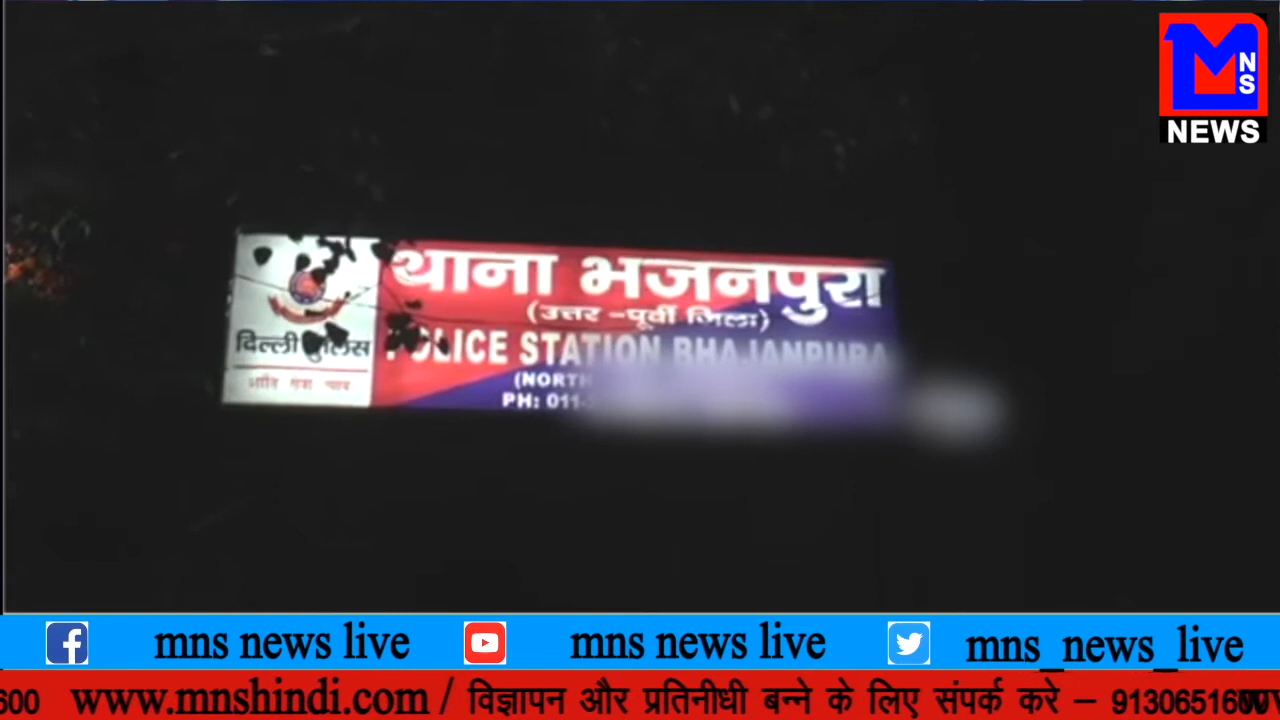 MNS
NEWS
थाना भजनपुरा
(उत्तर -पूर्वी जिला)
दिल्ली पुलिस
POLICE STATION BHAJANPURA
(NORTH
PH: 011-
mns news live mns news live mns_news_live
600 www.mnshindi.com / विज्ञापन और प्रतिनीधी बन्ने के लिए संपर्क करे – 9130651600